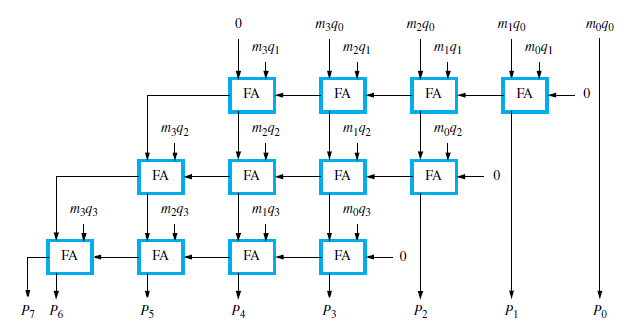 0 m₃q₀ m₂q₀ m₁q₀ m₀q₀
m₃q₁ m₂q₁ m₁q₁ m₀q₁
FA FA FA FA 0
m₃q₂ m₂q₂ m₁q₂ m₀q₂
FA FA FA FA 0
m₃q₃ m₂q₃ m₁q₃ m₀q₃
FA FA FA FA 0
P₇ P₆ P₅ P₄ P₃ P₂ P₁ P₀